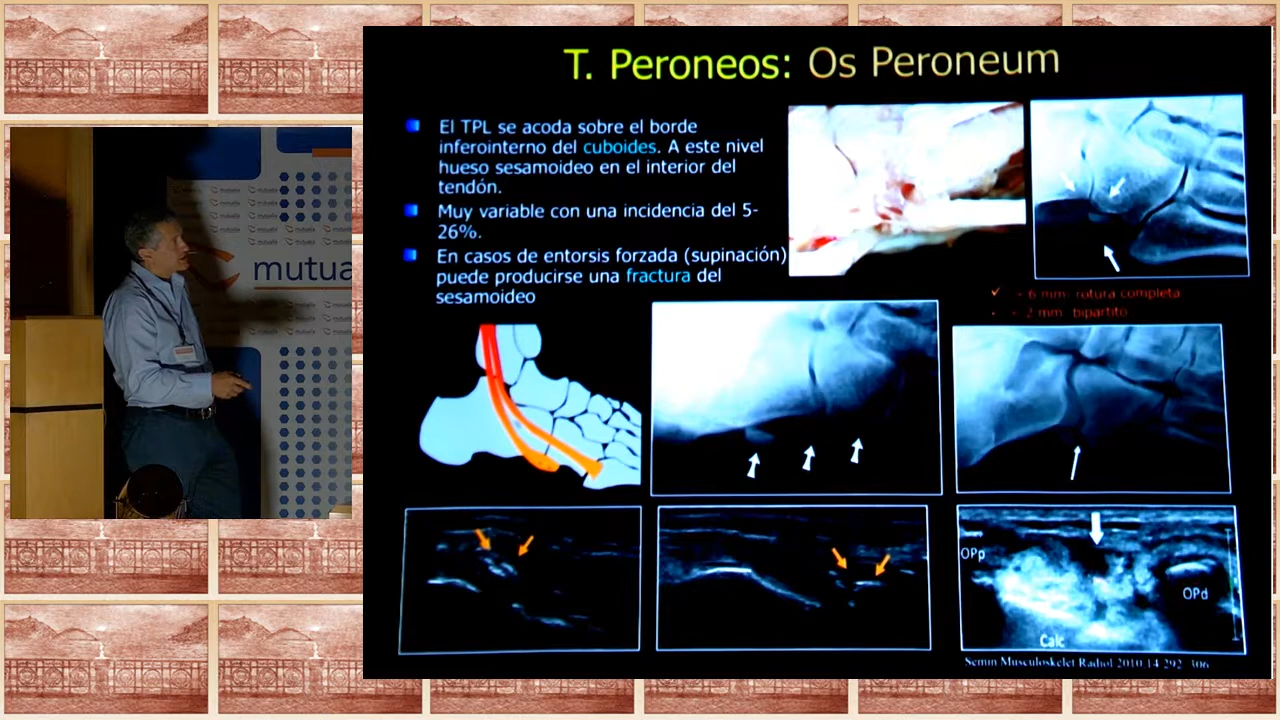 T. Peroneos: Os Peroneum
El TPL se acoda sobre el borde
inferointerno del cuboides. A este nivel
hueso sesamoideo en el interior del
tendón.
Muy variable con una incidencia del 5-
26%.
En casos de entorsis forzada (supinación)
puede producirse una fractura del
sesamoideo
6 mm: rotura completa
2 mm: bipartito
OPp
OPd
Calc
Semin Musculoskelet Radiol 2010 14 292 306
mutua
mutualia